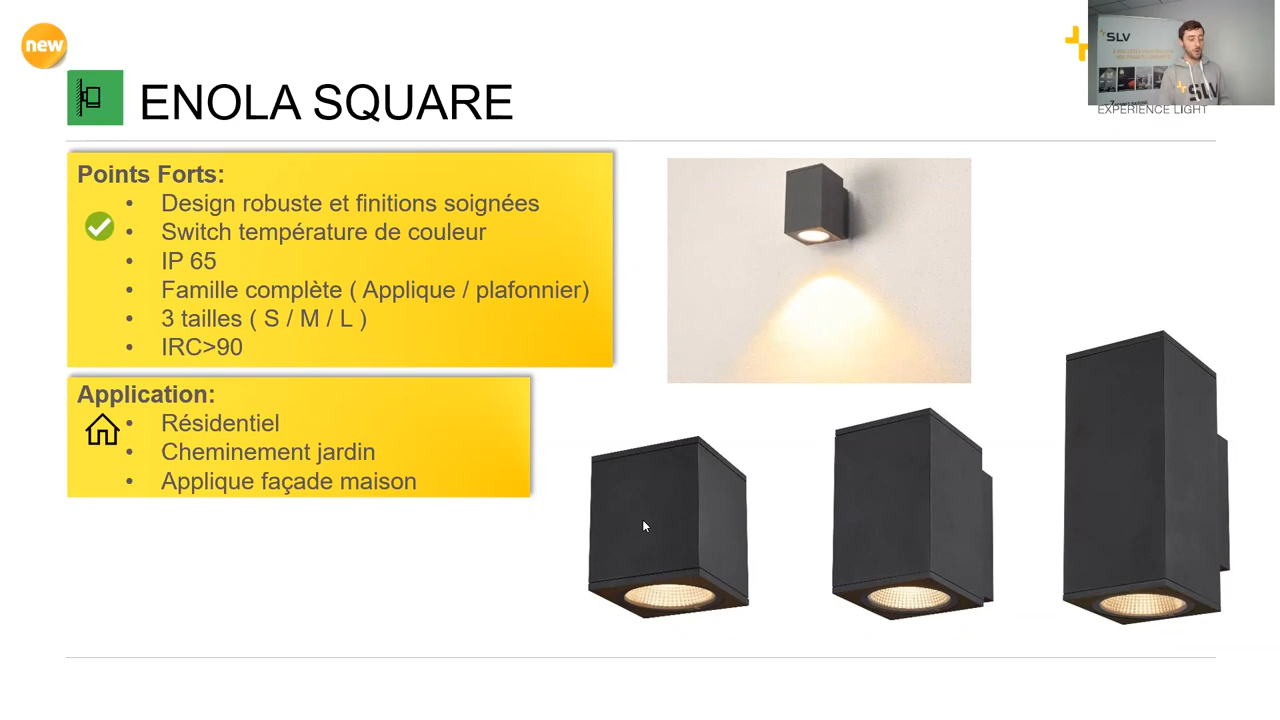 new
ENOLA SQUARE
SLV
SLV
EXPERIENCE LIGHT
Points Forts:
• Design robuste et finitions soignées
• Switch température de couleur
• IP 65
• Famille complète ( Applique / plafonnier)
• 3 tailles ( S / M / L )
• IRC>90
Application:
• Résidentiel
• Cheminement jardin
• Applique façade maison